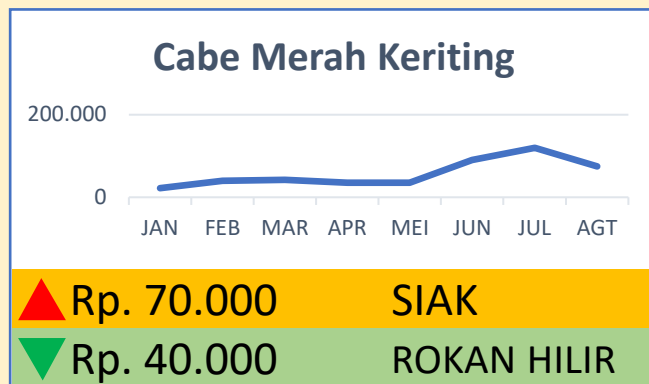 Cabe Merah Keriting
200.000
0
JAN FEB MAR APR MEI JUN JUL AGT
Rp. 70.000 SIAK
Rp. 40.000 ROKAN HILIR